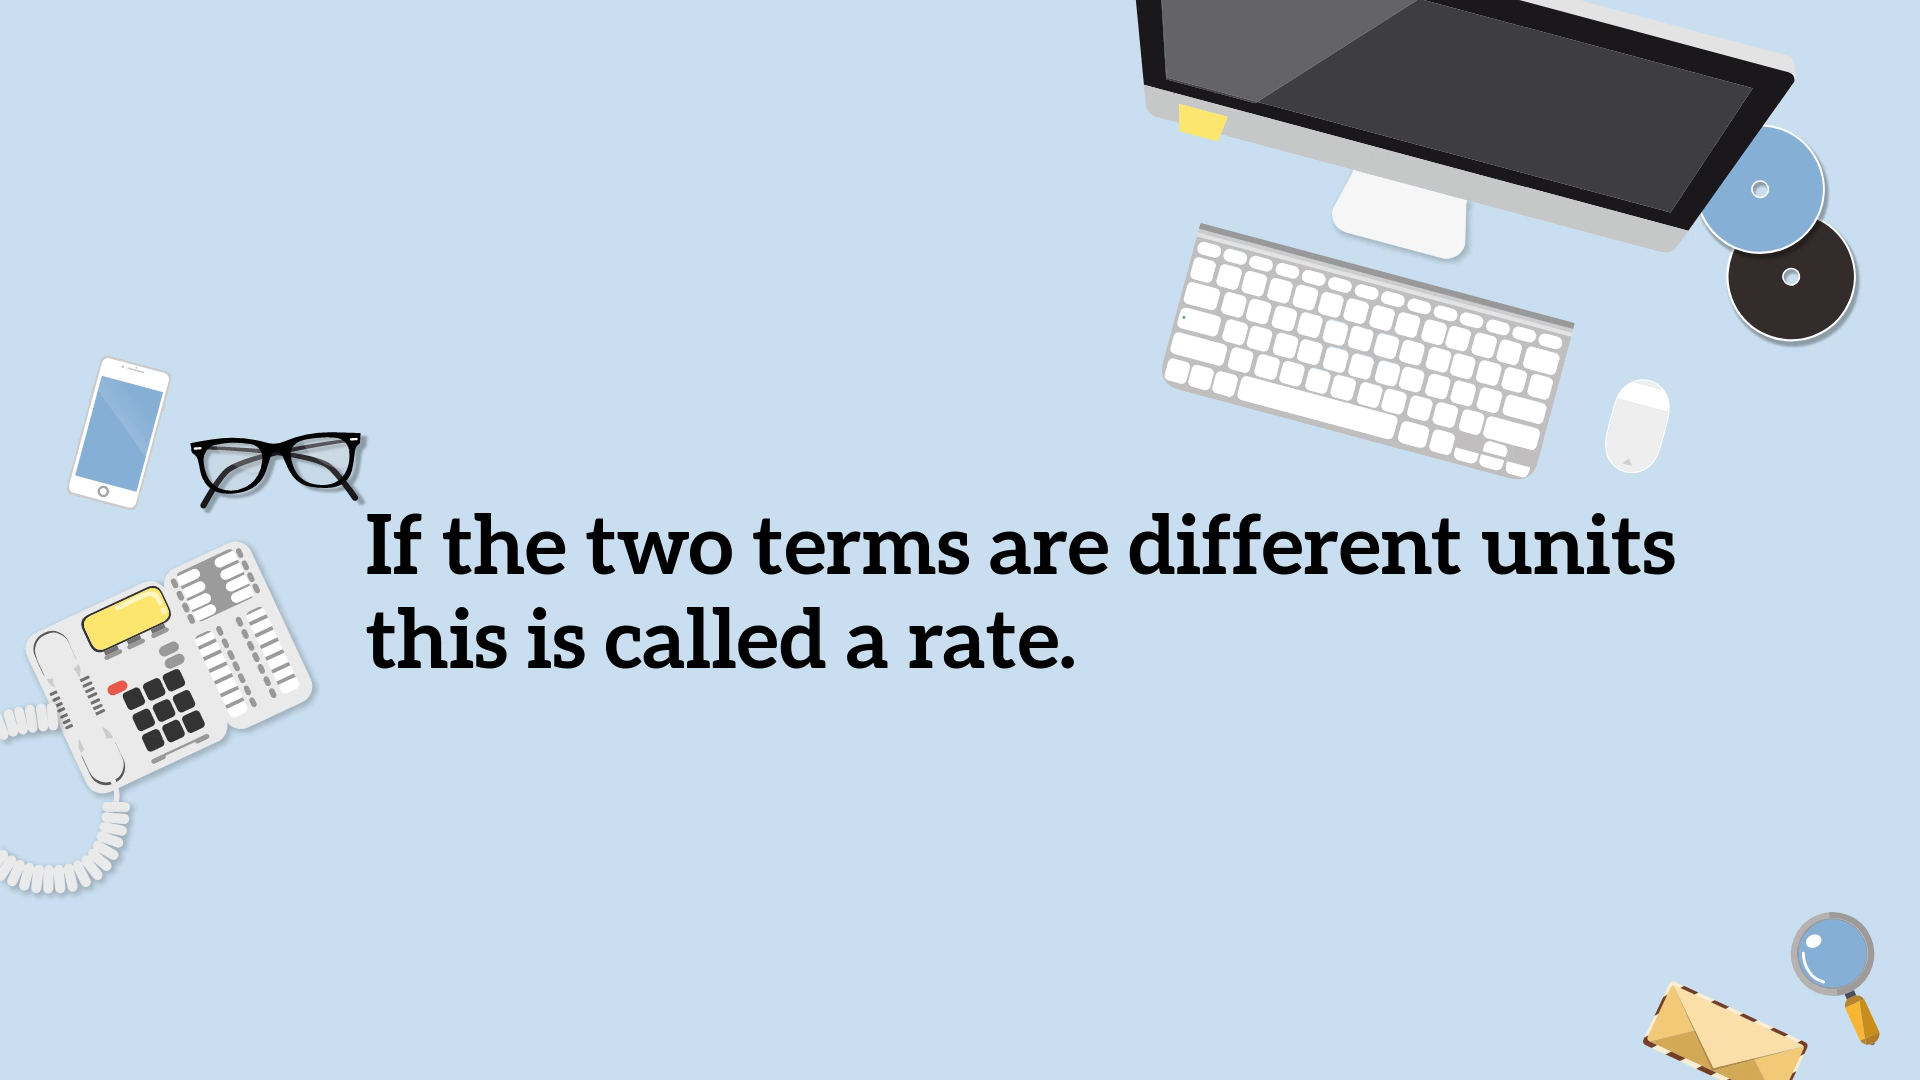 If the two terms are different units
this is called a rate.